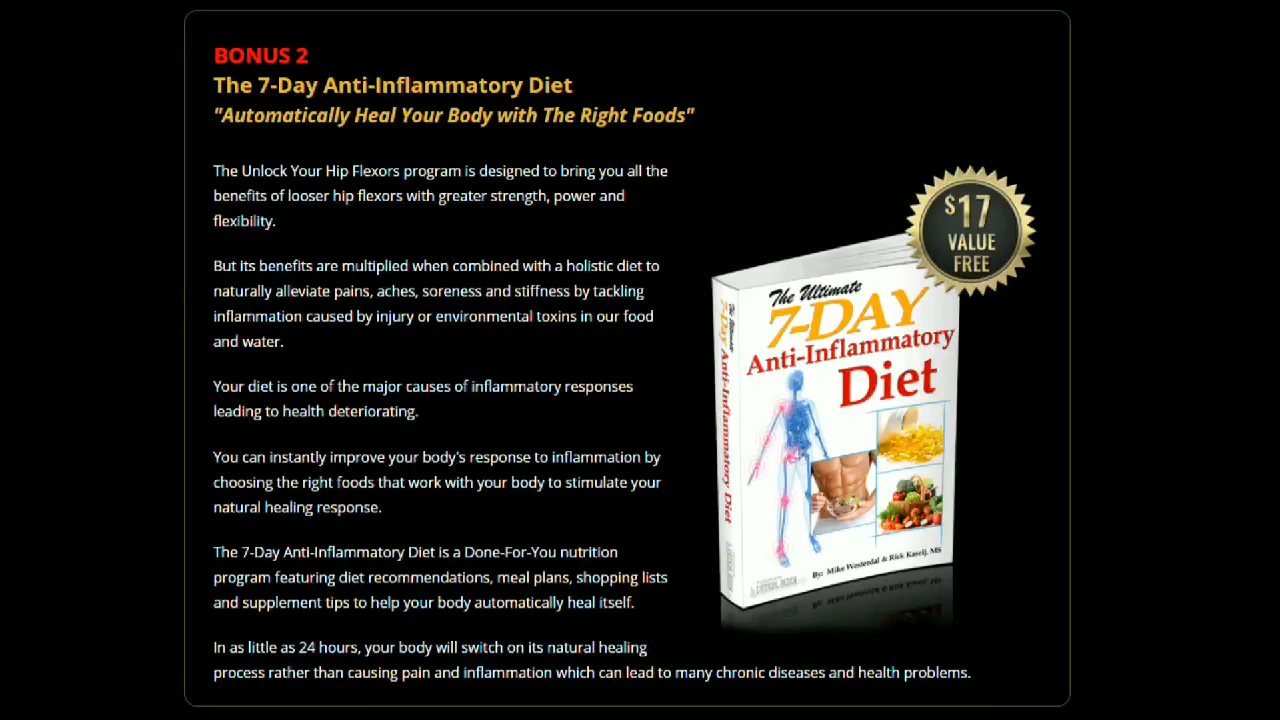 BONUS 2
The 7-Day Anti-Inflammatory Diet
"Automatically Heal Your Body with The Right Foods"
The Unlock Your Hip Flexors program is designed to bring you all the
benefits of looser hip flexors with greater strength, power and
flexibility.
But its benefits are multiplied when combined with a holistic diet to
naturally alleviate pains, aches, soreness and stiffness by tackling
inflammation caused by injury or environmental toxins in our food
and water.
Your diet is one of the major causes of inflammatory responses
leading to health deteriorating.
You can instantly improve your body's response to inflammation by
choosing the right foods that work with your body to stimulate your
natural healing response.
The 7-Day Anti-Inflammatory Diet is a Done-For-You nutrition
program featuring diet recommendations, meal plans, shopping lists
and supplement tips to help your body automatically heal itself.
In as little as 24 hours, your body will switch on its natural healing
process rather than causing pain and inflammation which can lead to many chronic diseases and health problems.
$17
VALUE
FREE
The Ultimate
7-DAY
Anti-Inflammatory
Diet
By: Mike Westerdal & Rick Kaselj, MS
The Ultimate 7-Day Anti-Inflammatory Diet